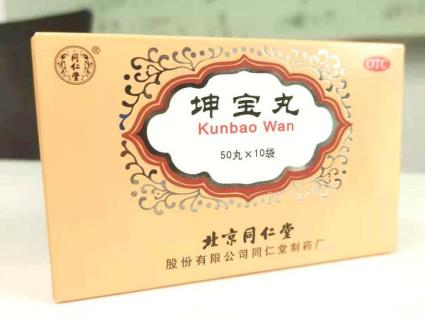 同仁堂
OTC
坤宝丸
Kunbao Wan
50丸×10袋
北京同仁堂
股份有限公司同仁堂制药厂